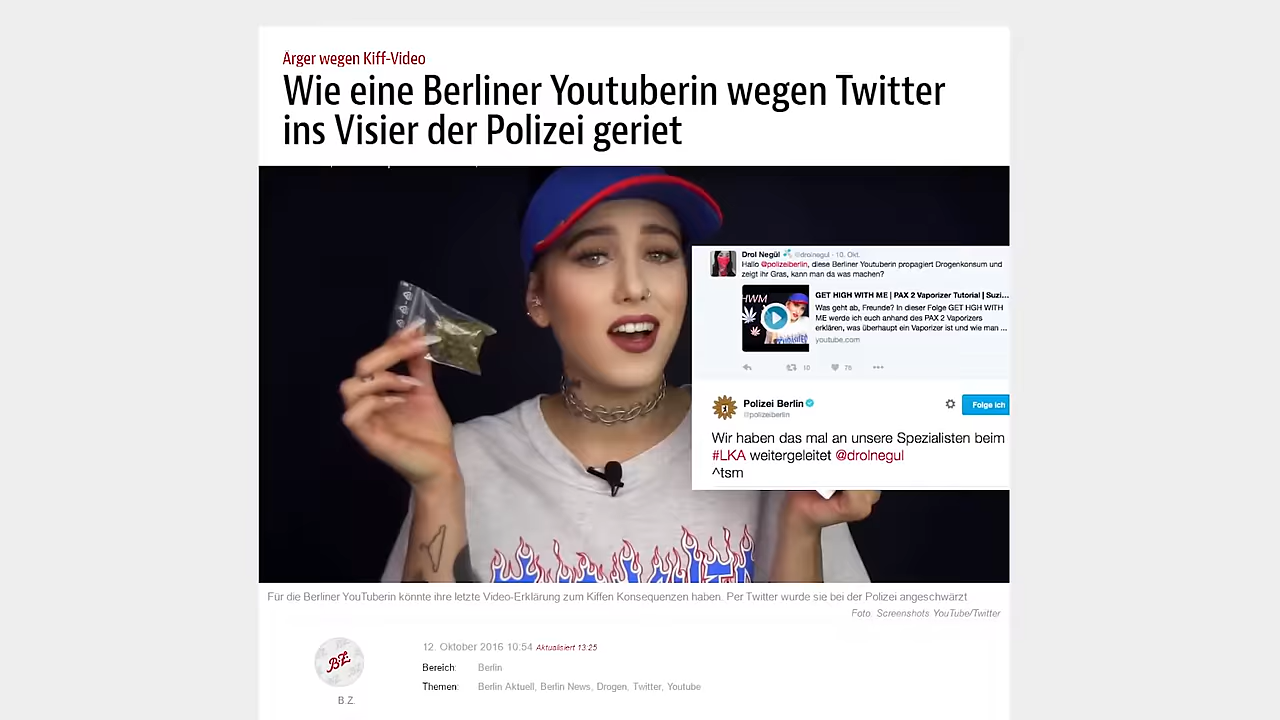 Ärger wegen Kiff-Video
Wie eine Berliner Youtuberin wegen Twitter
ins Visier der Polizei geriet
Drol Negül @drolnegul · 10. Okt.
Hallo @polizeiberlin, diese Berliner Youtuberin propagiert Drogenkonsum und
zeigt ihr Gras, kann man da was machen?
HWM
GET HIGH WITH ME | PAX 2 Vaporizer Tutorial | Suzi...
Was geht ab, Freunde? In dieser Folge GET HIGH WITH
ME werde ich euch anhand des PAX 2 Vaporizers
erklären, was überhaupt ein Vaporizer ist und wie man ...
youtube.com
10 76
Polizei Berlin
@polizeiberlin
Folge ich
Wir haben das mal an unsere Spezialisten beim
#LKA weitergeleitet @drolnegul
^tsm
Für die Berliner YouTuberin könnte ihre letzte Video-Erklärung zum Kiffen Konsequenzen haben. Per Twitter wurde sie bei der Polizei angeschwärzt
Foto: Screenshots YouTube/Twitter
B.Z.
12. Oktober 2016 10:54 Aktualisiert 13:25
Bereich: Berlin
Themen: Berlin Aktuell, Berlin News, Drogen, Twitter, Youtube
B.Z.